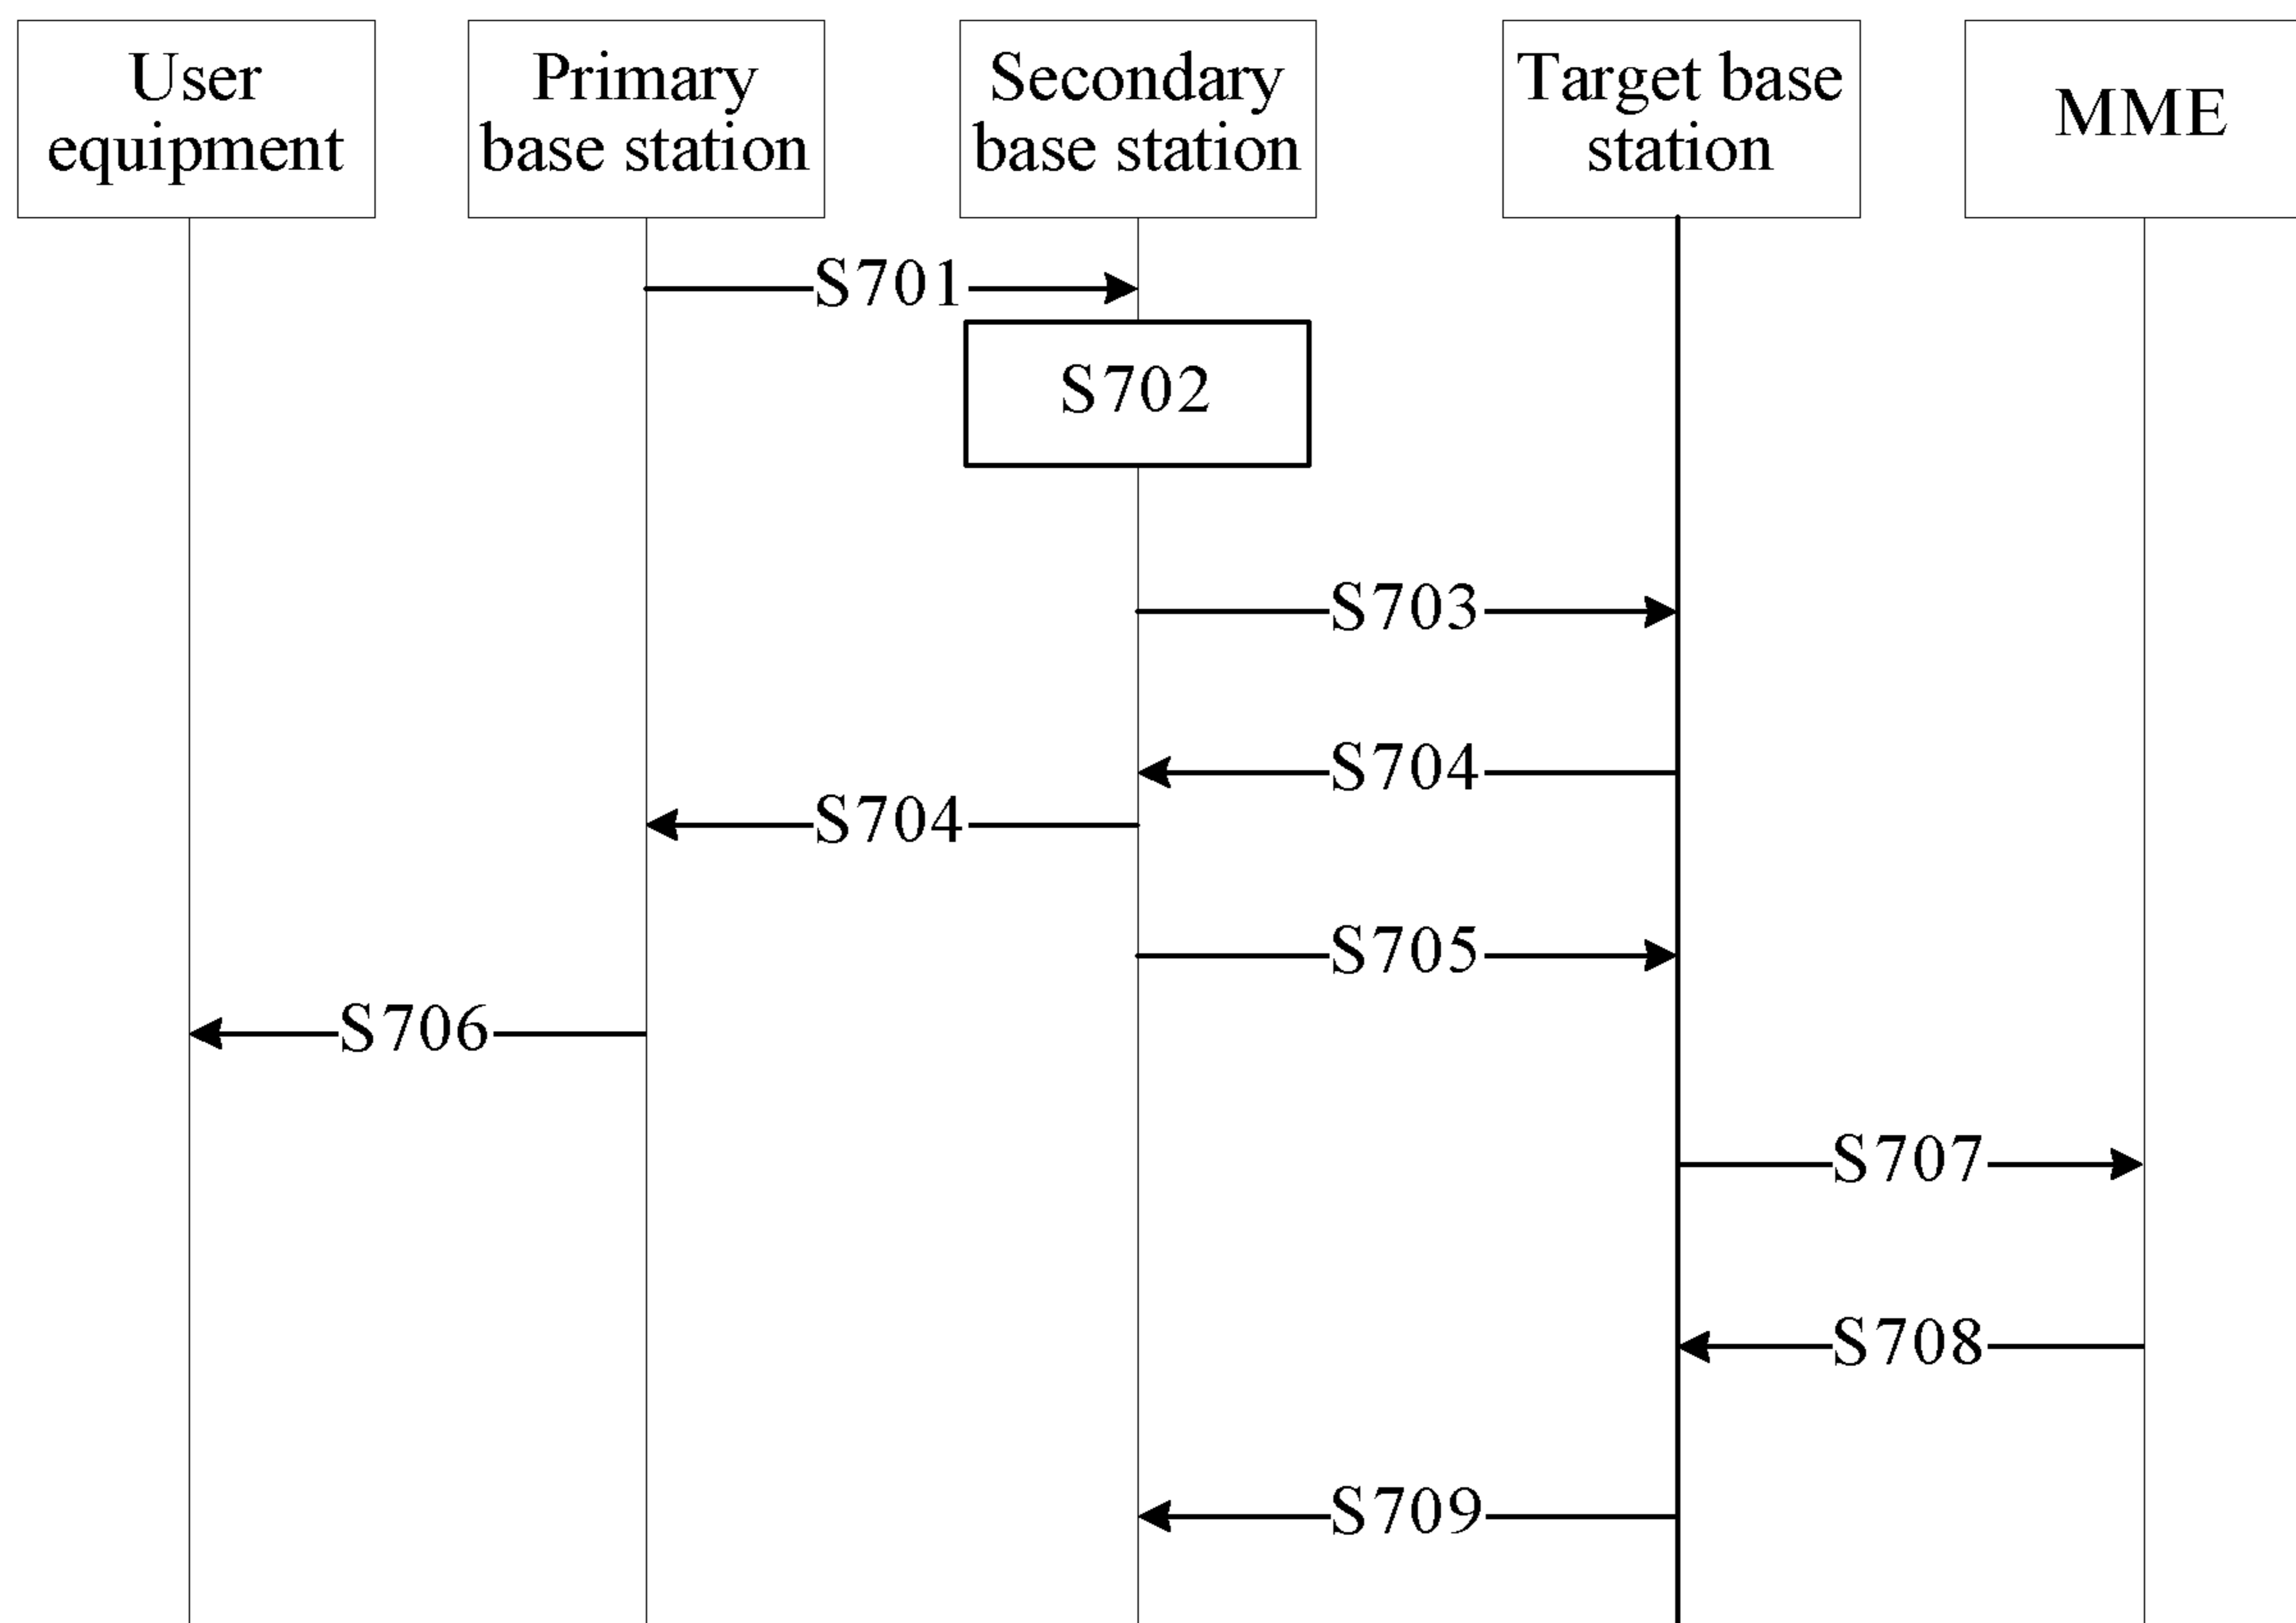 User
equipment
Primary
base station
Secondary
base station
Target base
station
MME
S701
S702
S703
S704
S704
S705
S706
S707
S708
S709